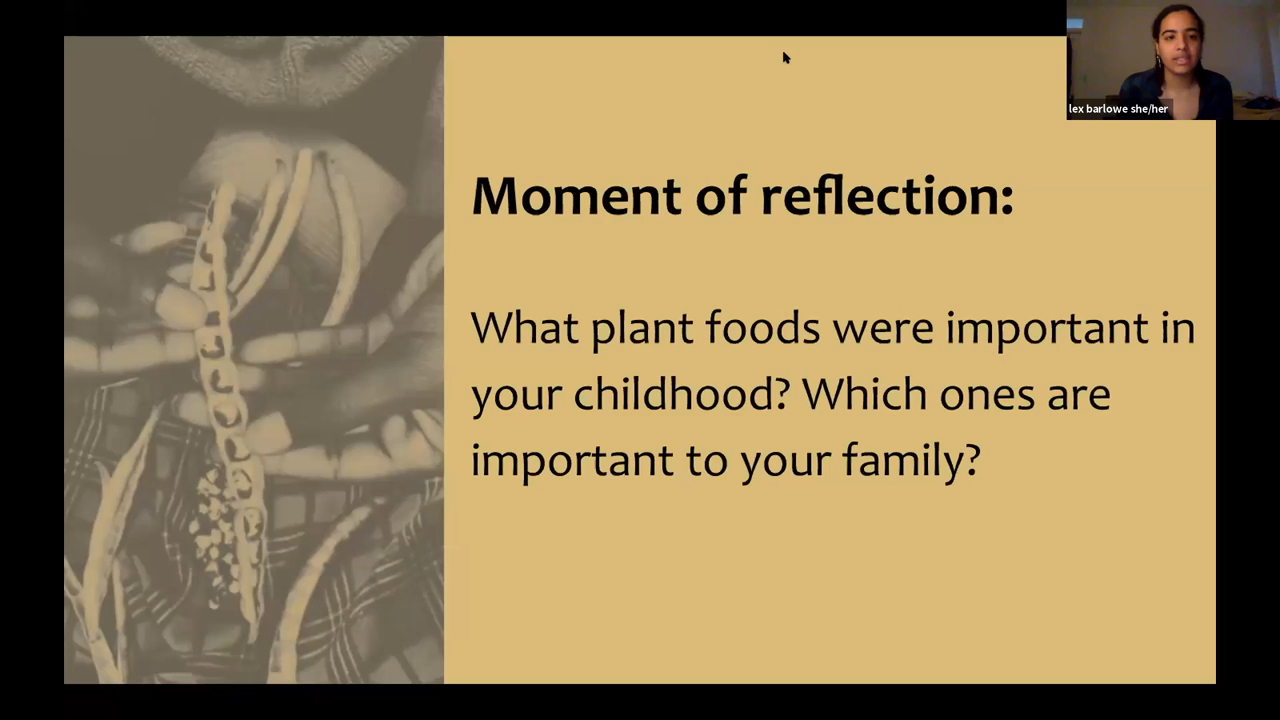 lex barlowe she/her
Moment of reflection:
What plant foods were important in
your childhood? Which ones are
important to your family?